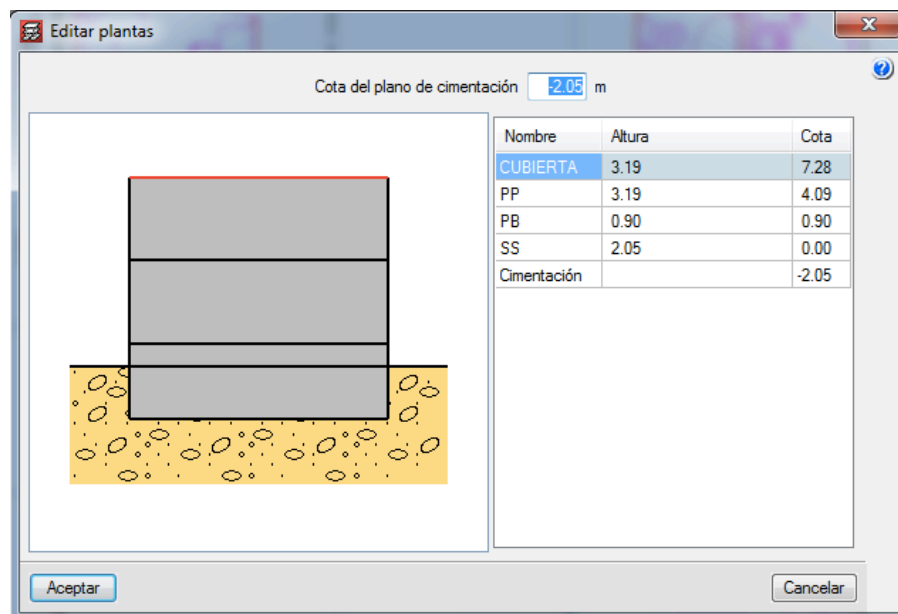 Editar plantas
Cota del plano de cimentación -2.05 m
Nombre Altura Cota
CUBIERTA 3.19 7.28
PP 3.19 4.09
PB 0.90 0.90
SS 2.05 0.00
Cimentación -2.05
Aceptar Cancelar